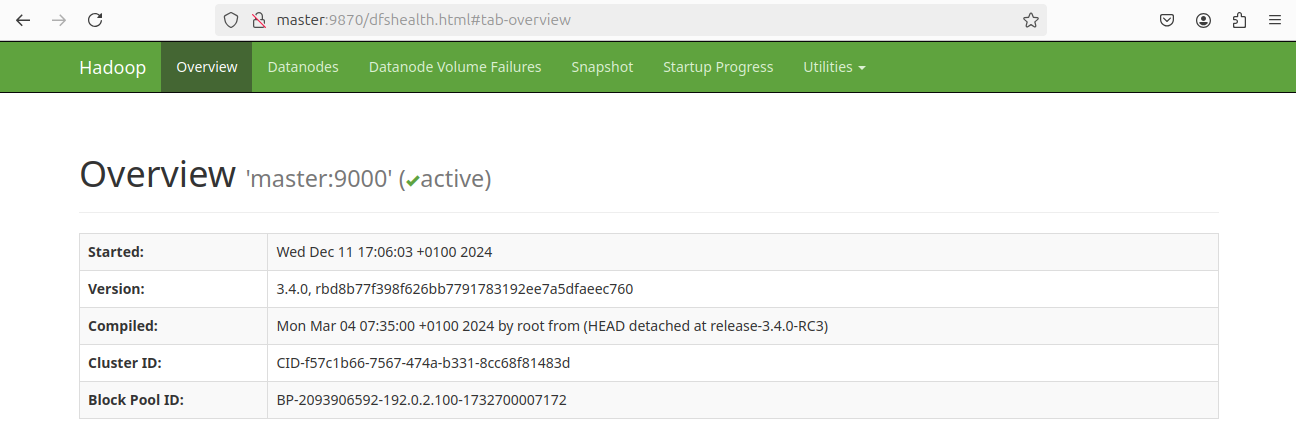 master:9870/dfshealth.html#tab-overview
Hadoop Overview Datanodes Datanode Volume Failures Snapshot Startup Progress Utilities
Overview 'master:9000' (✔active)
Started: Wed Dec 11 17:06:03 +0100 2024
Version: 3.4.0, rbd8b77f398f626bb7791783192ee7a5dfaeec760
Compiled: Mon Mar 04 07:35:00 +0100 2024 by root from (HEAD detached at release-3.4.0-RC3)
Cluster ID: CID-f57c1b66-7567-474a-b331-8cc68f81483d
Block Pool ID: BP-2093906592-192.0.2.100-1732700007172